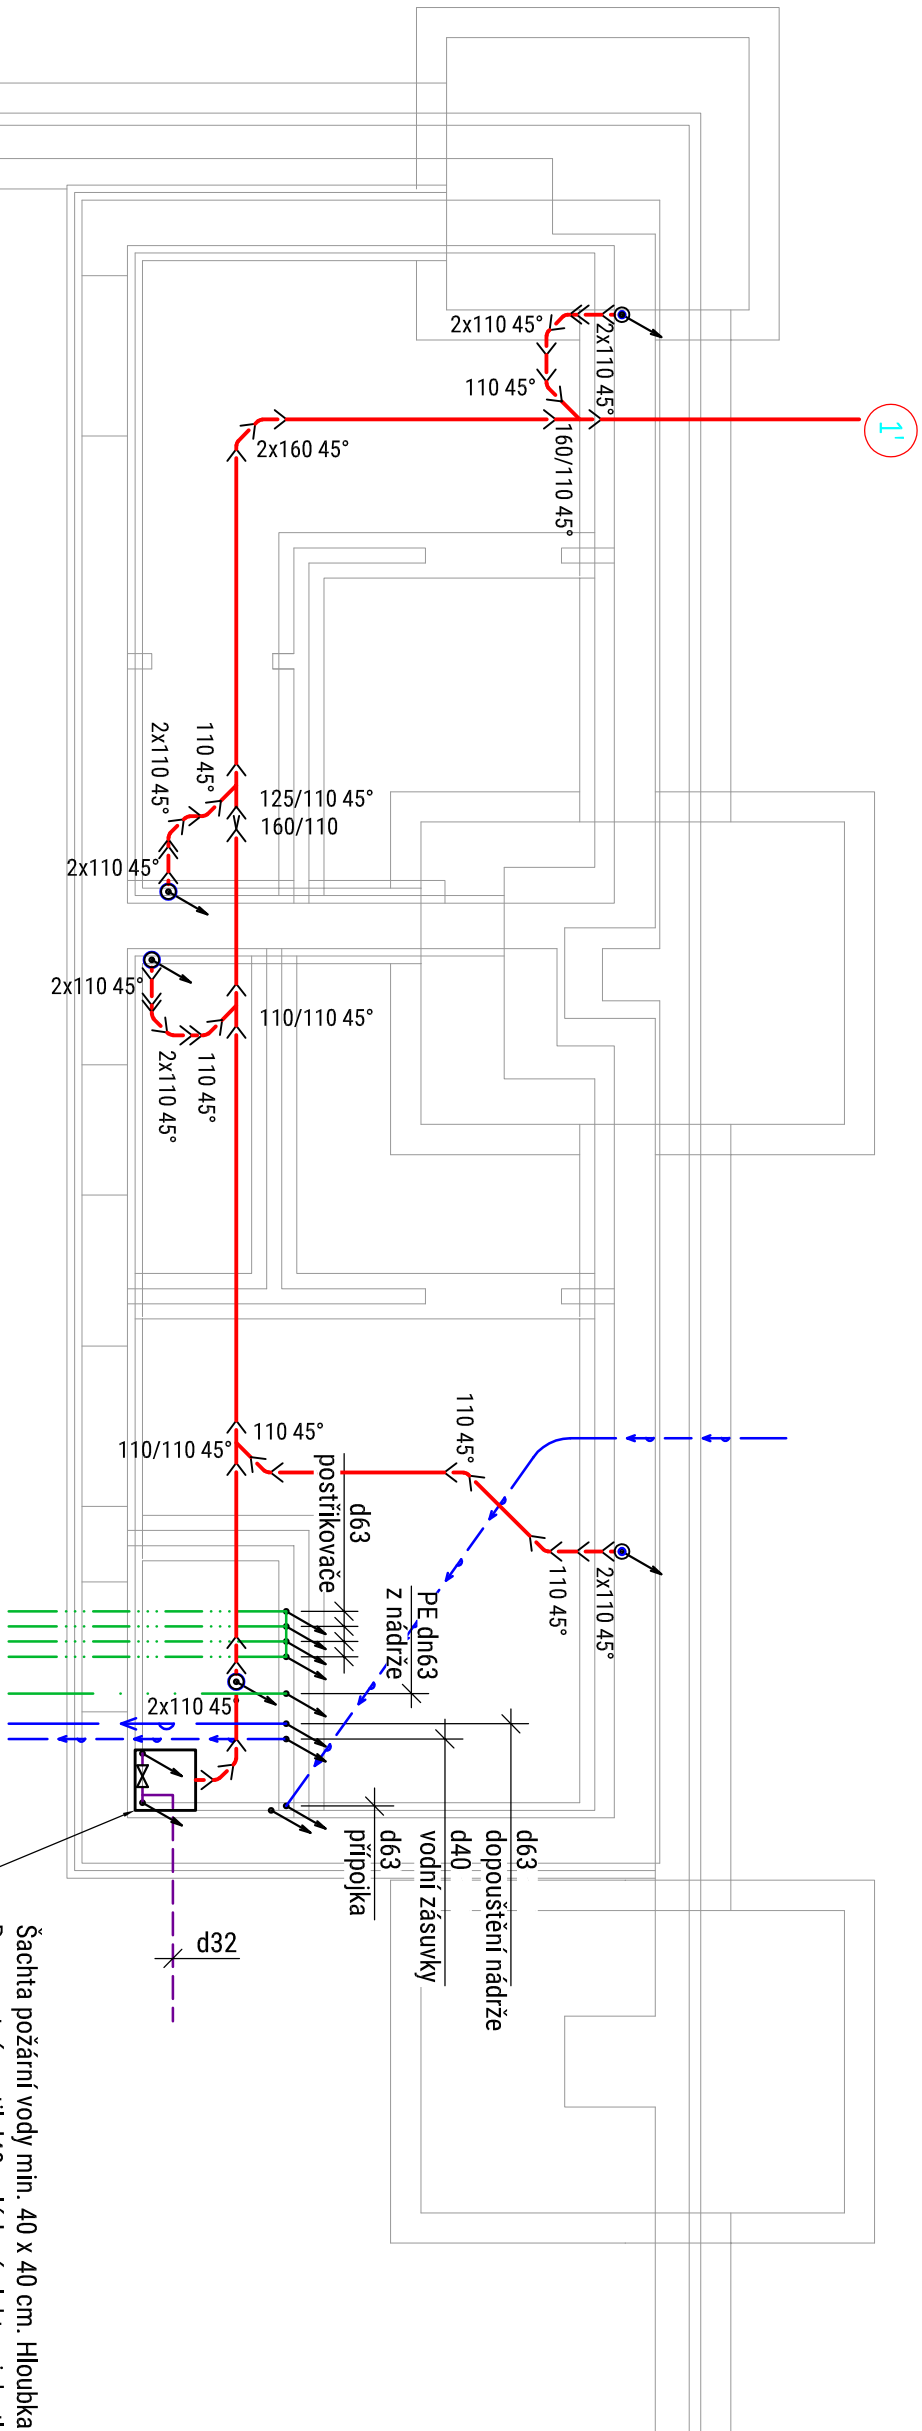 2x110 45°
2x110 45°
110 45°
1'
160/110 45°
2x160 45°
2x110 45°
110 45°
125/110 45°
160/110
2x110 45°
2x110 45°
110/110 45°
2x110 45°
110 45°
110 45°
110 45°
110/110 45°
d63
postřikovače
110 45°
2x110 45°
PE dn63
z nádrže
2x110 45
d63
dopouštění nádrže
d40
vodní zásuvky
d63
přípojka
d32
Šachta požární vody min. 40 x 40 cm. Hloubka